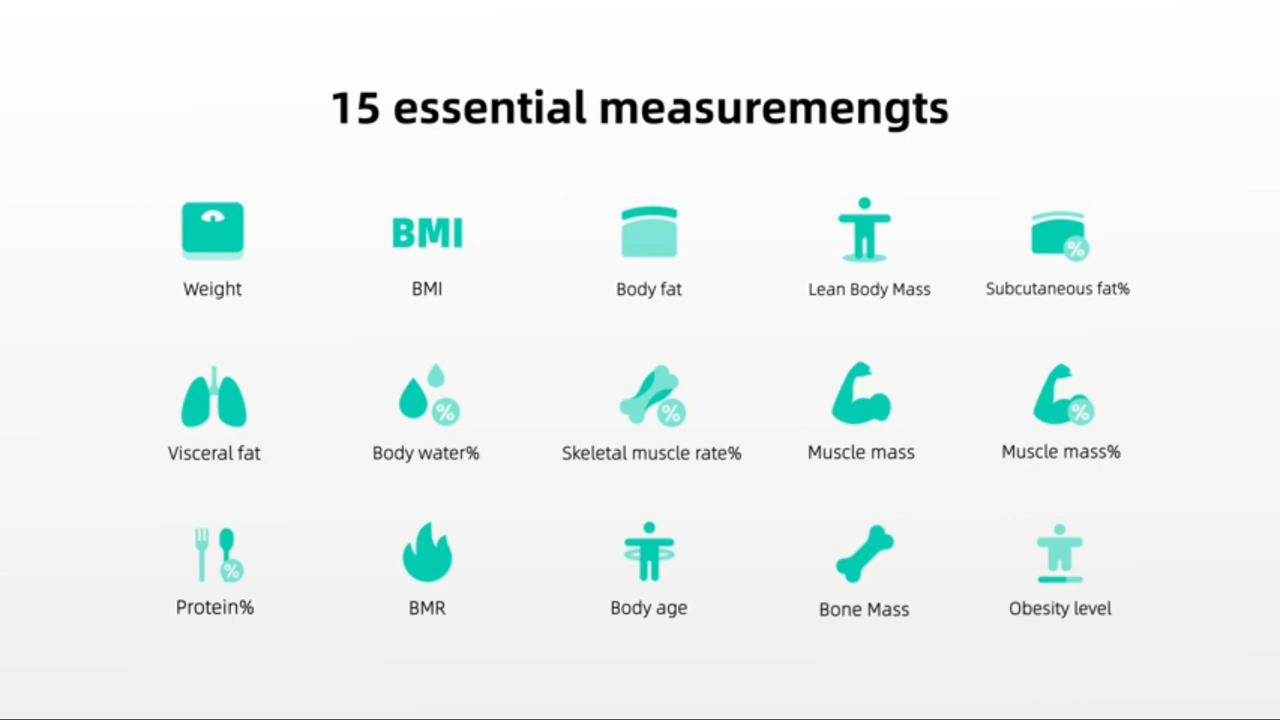 15 essential measuremengts
BMI
Weight
BMI
Body fat
Lean Body Mass
Subcutaneous fat%
%
Visceral fat
Body water%
%
Skeletal muscle rate%
%
Muscle mass
Muscle mass%
%
Protein%
%
BMR
Body age
Bone Mass
Obesity level